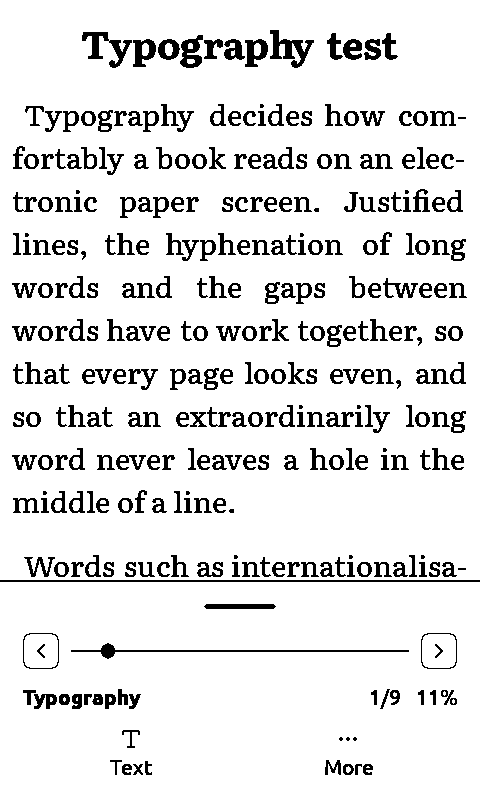 Typography test
Typography decides how com-
fortably a book reads on an elec-
tronic paper screen. Justified
lines, the hyphenation of long
words and the gaps between
words have to work together, so
that every page looks even, and
so that an extraordinarily long
word never leaves a hole in the
middle of a line.
Words such as internationalisa-
Typography 1/9 11%
Text More